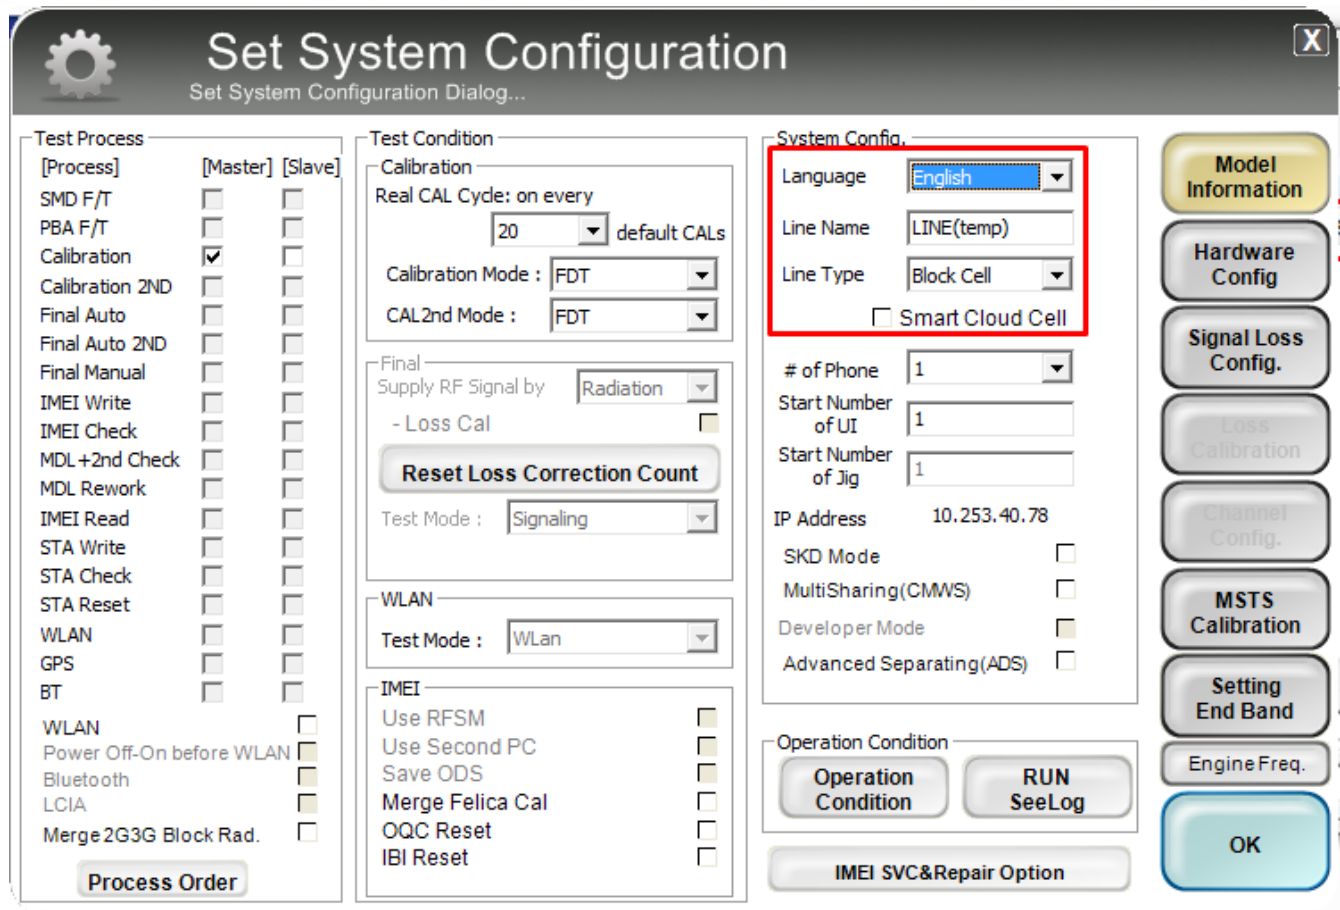 Set System Configuration
Set System Configuration Dialog...
X
Test Process
[Process] [Master] [Slave]
SMD F/T
PBA F/T
Calibration
Calibration 2ND
Final Auto
Final Auto 2ND
Final Manual
IMEI Write
IMEI Check
MDL+2nd Check
MDL Rework
IMEI Read
STA Write
STA Check
STA Reset
WLAN
GPS
BT
WLAN
Power Off-On before WLAN
Bluetooth
LCIA
Merge 2G3G Block Rad.
Process Order
Test Condition
Calibration
Real CAL Cycle: on every
20 default CALs
Calibration Mode : FDT
CAL2nd Mode : FDT
Final
Supply RF Signal by Radiation
- Loss Cal
Reset Loss Correction Count
Test Mode : Signaling
WLAN
Test Mode : WLan
IMEI
Use RFSM
Use Second PC
Save ODS
Merge Felica Cal
OQC Reset
IBI Reset
System Config.
Language English
Line Name LINE(temp)
Line Type Block Cell
Smart Cloud Cell
# of Phone 1
Start Number
of UI 1
Start Number
of Jig 1
IP Address 10.253.40.78
SKD Mode
MultiSharing(CMWS)
Developer Mode
Advanced Separating(ADS)
Operation Condition
Operation
Condition
RUN
SeeLog
IMEI SVC&Repair Option
Model
Information
Hardware
Config
Signal Loss
Config.
Loss
Calibration
Channel
Config.
MSTS
Calibration
Setting
End Band
Engine Freq.
OK